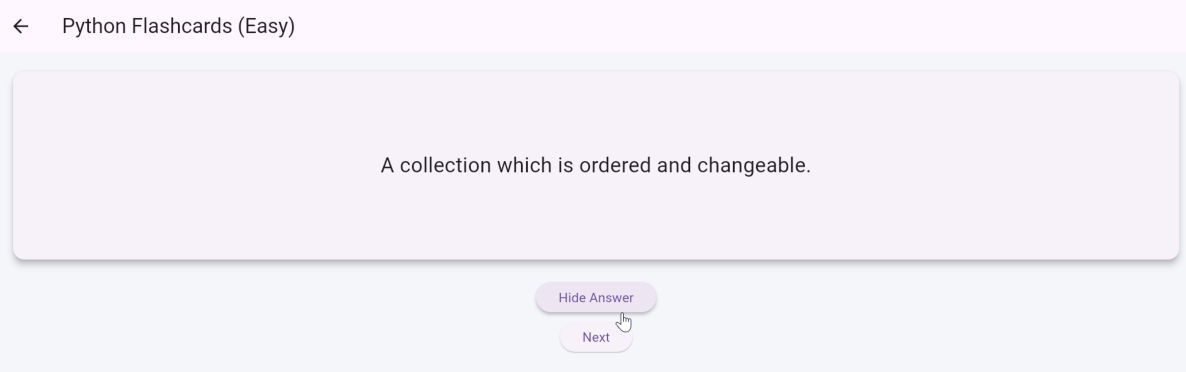 Python Flashcards (Easy)
A collection which is ordered and changeable.
Hide Answer
Next